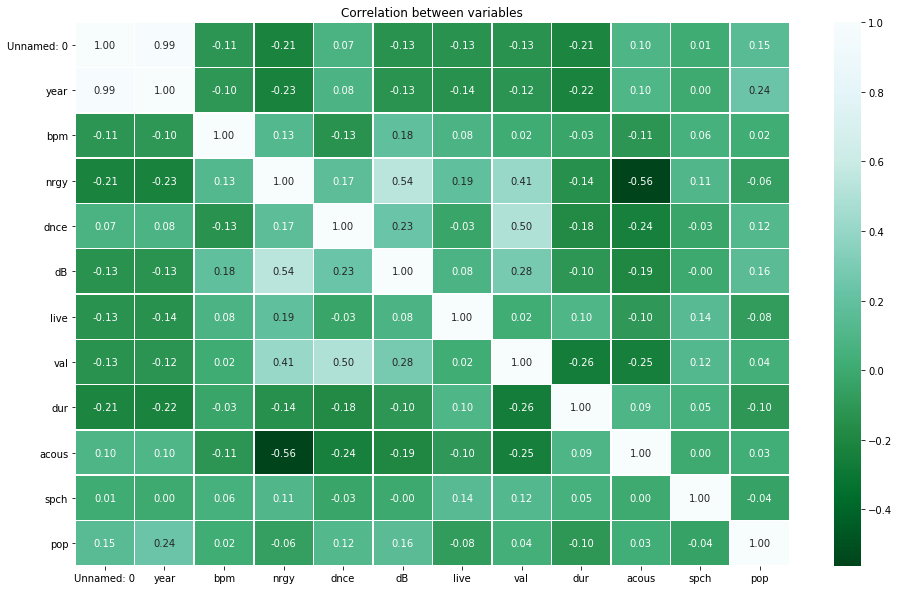 Correlation between variables
Unnamed: 0 1.00 0.99 -0.11 -0.21 0.07 -0.13 -0.13 -0.13 -0.21 0.10 0.01 0.15
year 0.99 1.00 -0.10 -0.23 0.08 -0.13 -0.14 -0.12 -0.22 0.10 0.00 0.24
bpm -0.11 -0.10 1.00 0.13 -0.13 0.18 0.08 0.02 -0.03 -0.11 0.06 0.02
nrgy -0.21 -0.23 0.13 1.00 0.17 0.54 0.19 0.41 -0.14 -0.56 0.11 -0.06
dnce 0.07 0.08 -0.13 0.17 1.00 0.23 -0.03 0.50 -0.18 -0.24 -0.03 0.12
dB -0.13 -0.13 0.18 0.54 0.23 1.00 0.08 0.28 -0.10 -0.19 -0.00 0.16
live -0.13 -0.14 0.08 0.19 -0.03 0.08 1.00 0.02 0.10 -0.10 0.14 -0.08
val -0.13 -0.12 0.02 0.41 0.50 0.28 0.02 1.00 -0.26 -0.25 0.12 0.04
dur -0.21 -0.22 -0.03 -0.14 -0.18 -0.10 0.10 -0.26 1.00 0.09 0.05 -0.10
acous 0.10 0.10 -0.11 -0.56 -0.24 -0.19 -0.10 -0.25 0.09 1.00 0.00 0.03
spch 0.01 0.00 0.06 0.11 -0.03 -0.00 0.14 0.12 0.05 0.00 1.00 -0.04
pop 0.15 0.24 0.02 -0.06 0.12 0.16 -0.08 0.04 -0.10 0.03 -0.04 1.00
Unnamed: 0 year bpm nrgy dnce dB live val dur acous spch pop
1.0
0.8
0.6
0.4
0.2
0.0
−0.2
−0.4